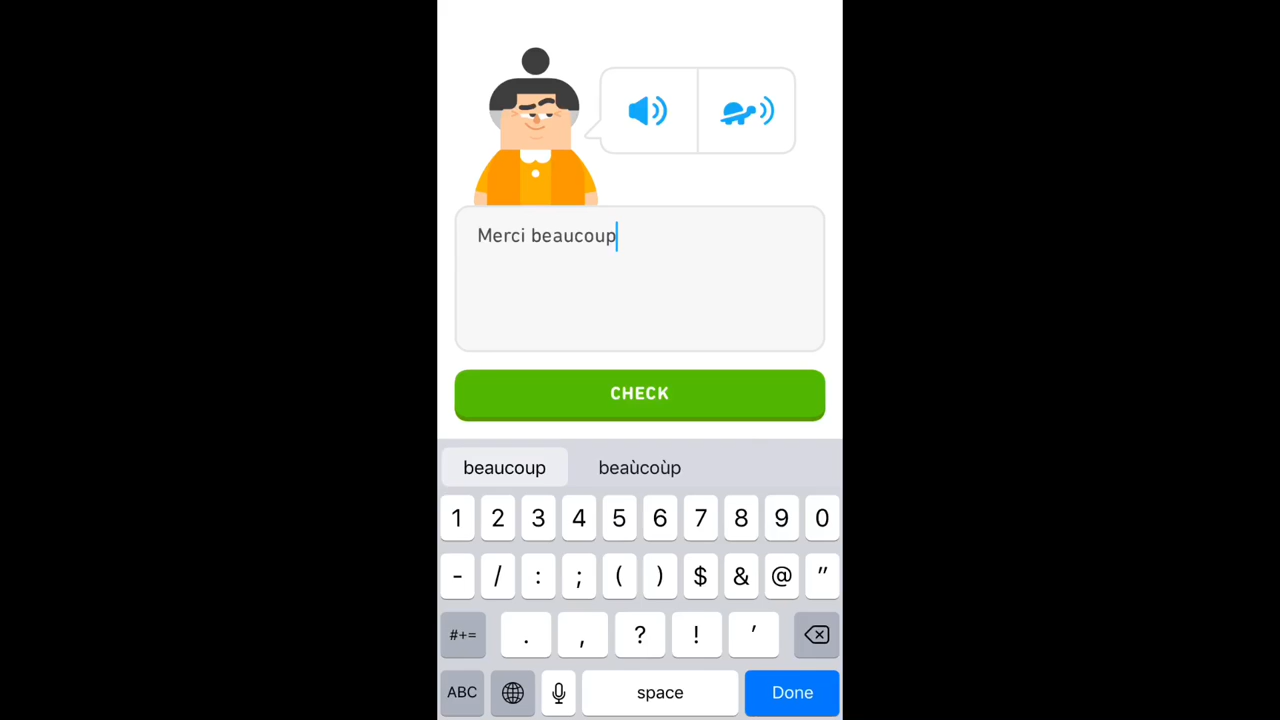 Merci beaucoup
CHECK
beaucoup beaùcoùp
1 2 3 4 5 6 7 8 9 0
- / : ; ( ) $ & @ "
#+= . , ? ! '
ABC space Done